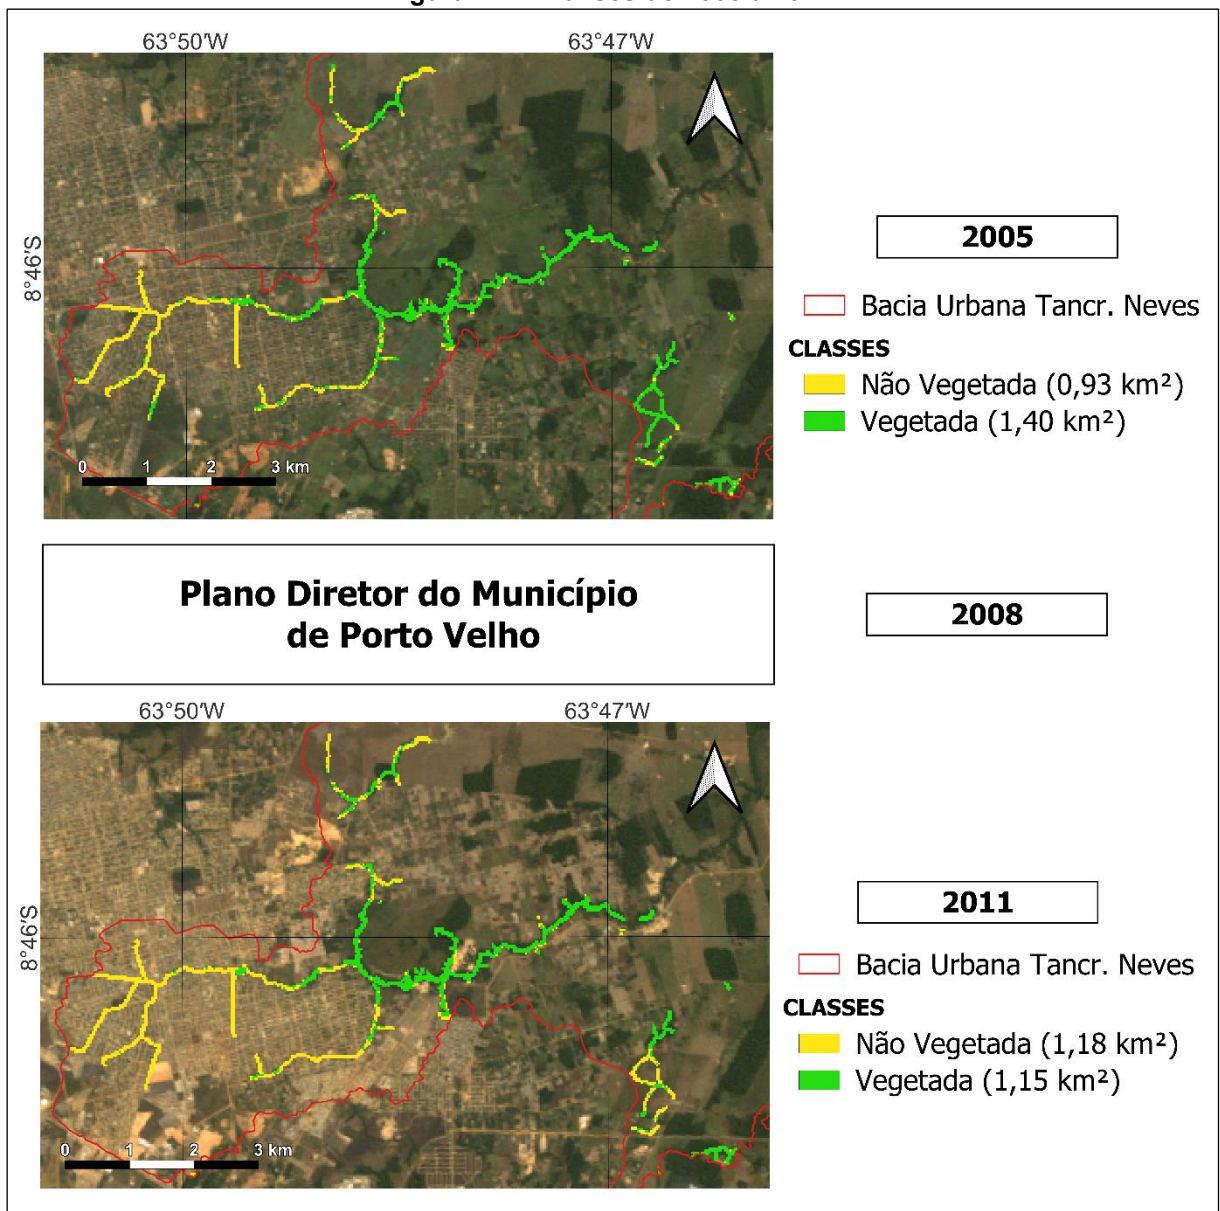 63°50'W 63°47'W
8°46'S
0 1 2 3 km
2005
Bacia Urbana Tancr. Neves
CLASSES
Não Vegetada (0,93 km²)
Vegetada (1,40 km²)
Plano Diretor do Município
de Porto Velho
2008
63°50'W 63°47'W
8°46'S
0 1 2 3 km
2011
Bacia Urbana Tancr. Neves
CLASSES
Não Vegetada (1,18 km²)
Vegetada (1,15 km²)